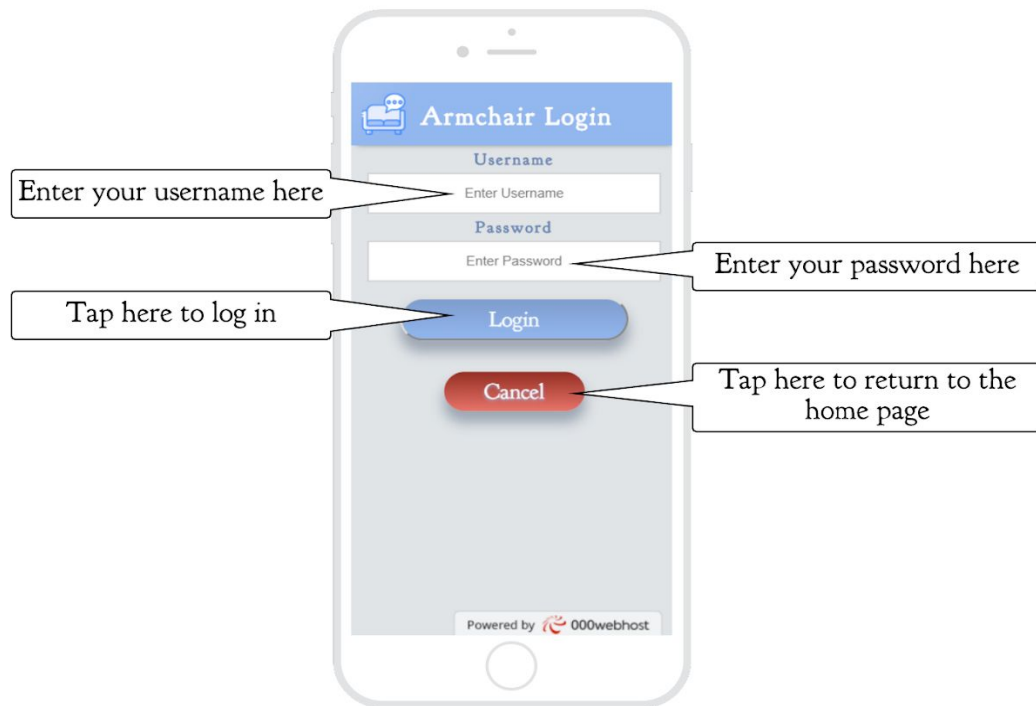 Armchair Login
Username
Enter your username here
Enter Username
Password
Enter Password
Enter your password here
Tap here to log in
Login
Cancel
Tap here to return to the
home page
Powered by 000webhost